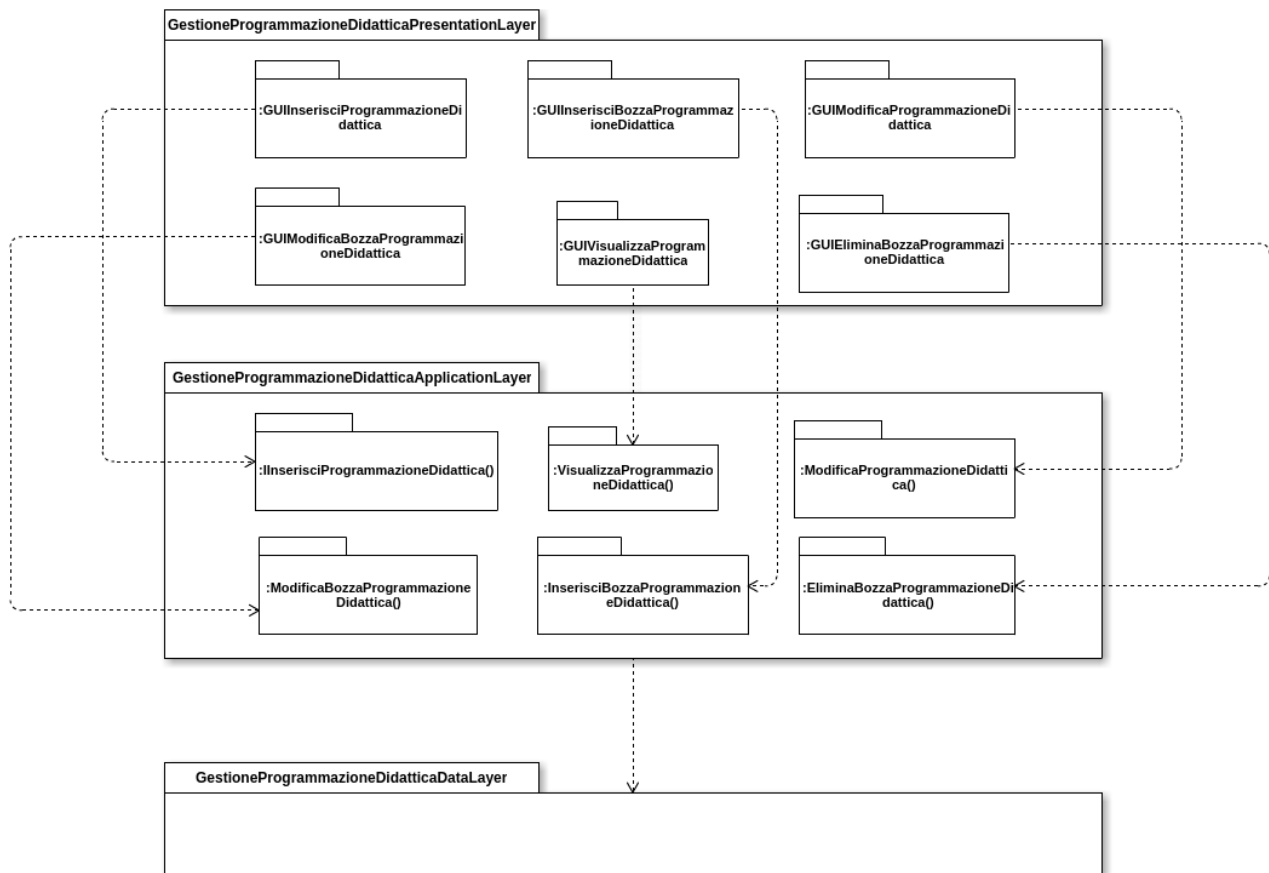 GestioneProgrammazioneDidatticaPresentationLayer
:GUIInserisciProgrammazioneDi
dattica
:GUIInserisciBozzaProgrammaz
ioneDidattica
:GUIModificaProgrammazioneDi
dattica
:GUIModificaBozzaProgrammazi
oneDidattica
:GUIVisualizzaProgram
mazioneDidattica
:GUIEliminaBozzaProgrammazi
oneDidattica
GestioneProgrammazioneDidatticaApplicationLayer
:IInserisciProgrammazioneDidattica()
:VisualizzaProgrammazio
neDidattica()
:ModificaProgrammazioneDidatti
ca()
:ModificaBozzaProgrammazione
Didattica()
:InserisciBozzaProgrammazion
eDidattica()
:EliminaBozzaProgrammazioneDi
dattica()
GestioneProgrammazioneDidatticaDataLayer